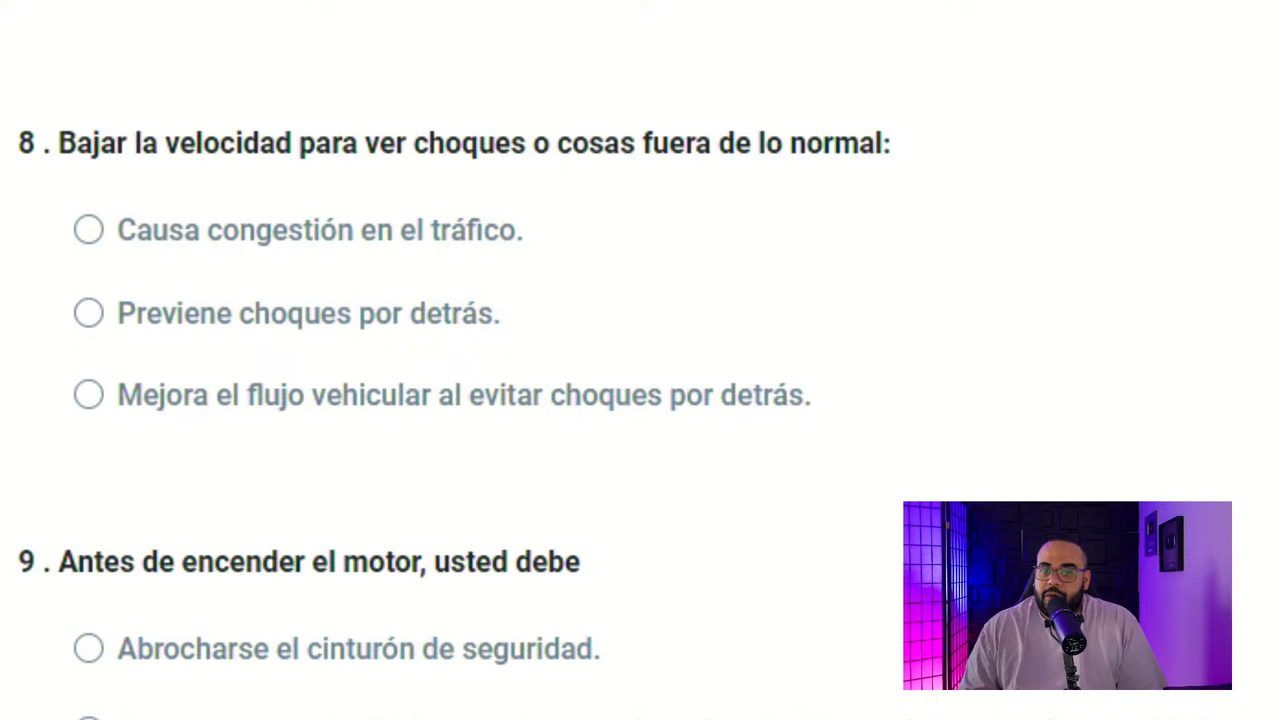 8 . Bajar la velocidad para ver choques o cosas fuera de lo normal:
Causa congestión en el tráfico.
Previene choques por detrás.
Mejora el flujo vehicular al evitar choques por detrás.
9 . Antes de encender el motor, usted debe
Abrocharse el cinturón de seguridad.